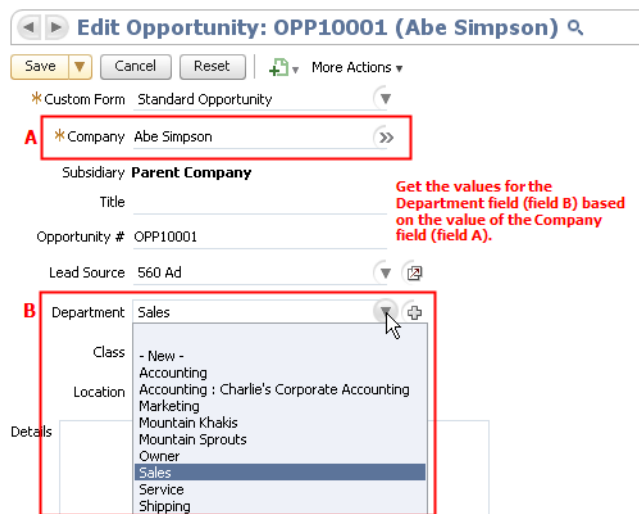 Edit Opportunity: OPP10001 (Abe Simpson)
Save Cancel Reset More Actions
*Custom Form Standard Opportunity
A *Company Abe Simpson
Subsidiary Parent Company
Get the values for the
Title Department field (field B) based
on the value of the Company
field (field A).
Opportunity # OPP10001
Lead Source 560 Ad
B Department Sales
Class - New -
Accounting
Location Accounting : Charlie's Corporate Accounting
Marketing
Mountain Khakis
Details
Mountain Sprouts
Owner
Sales
Service
Shipping